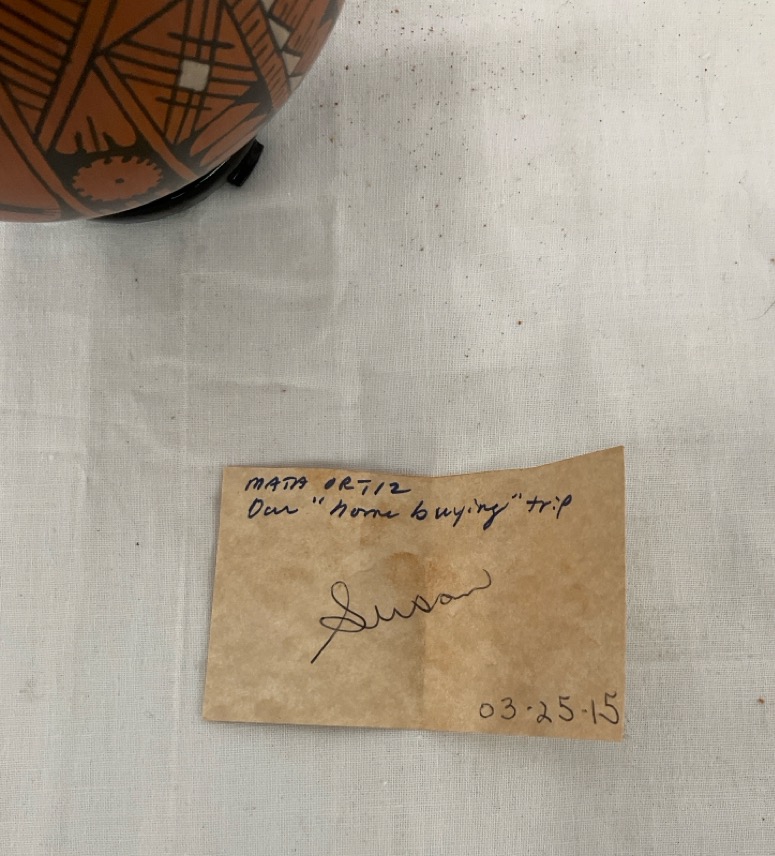 MATA ORTIZ
Our "home buying" trip
Susan
03-25-15